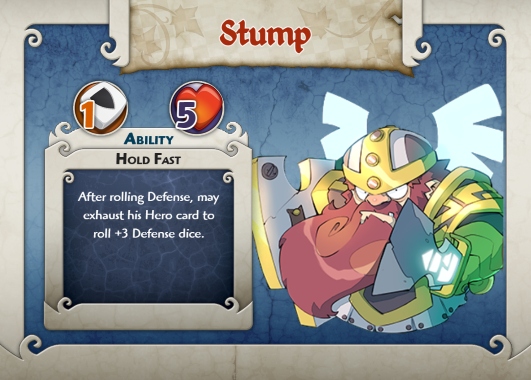 Stump
1
5
Ability
Hold Fast
After rolling Defense, may
exhaust his Hero card to
roll +3 Defense dice.